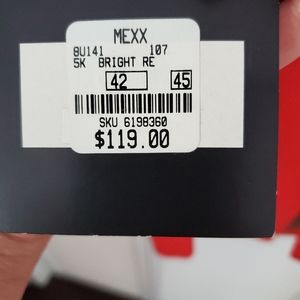 MEXX
8U141 107
5K BRIGHT RE
42 45
SKU 6198360
$119.00